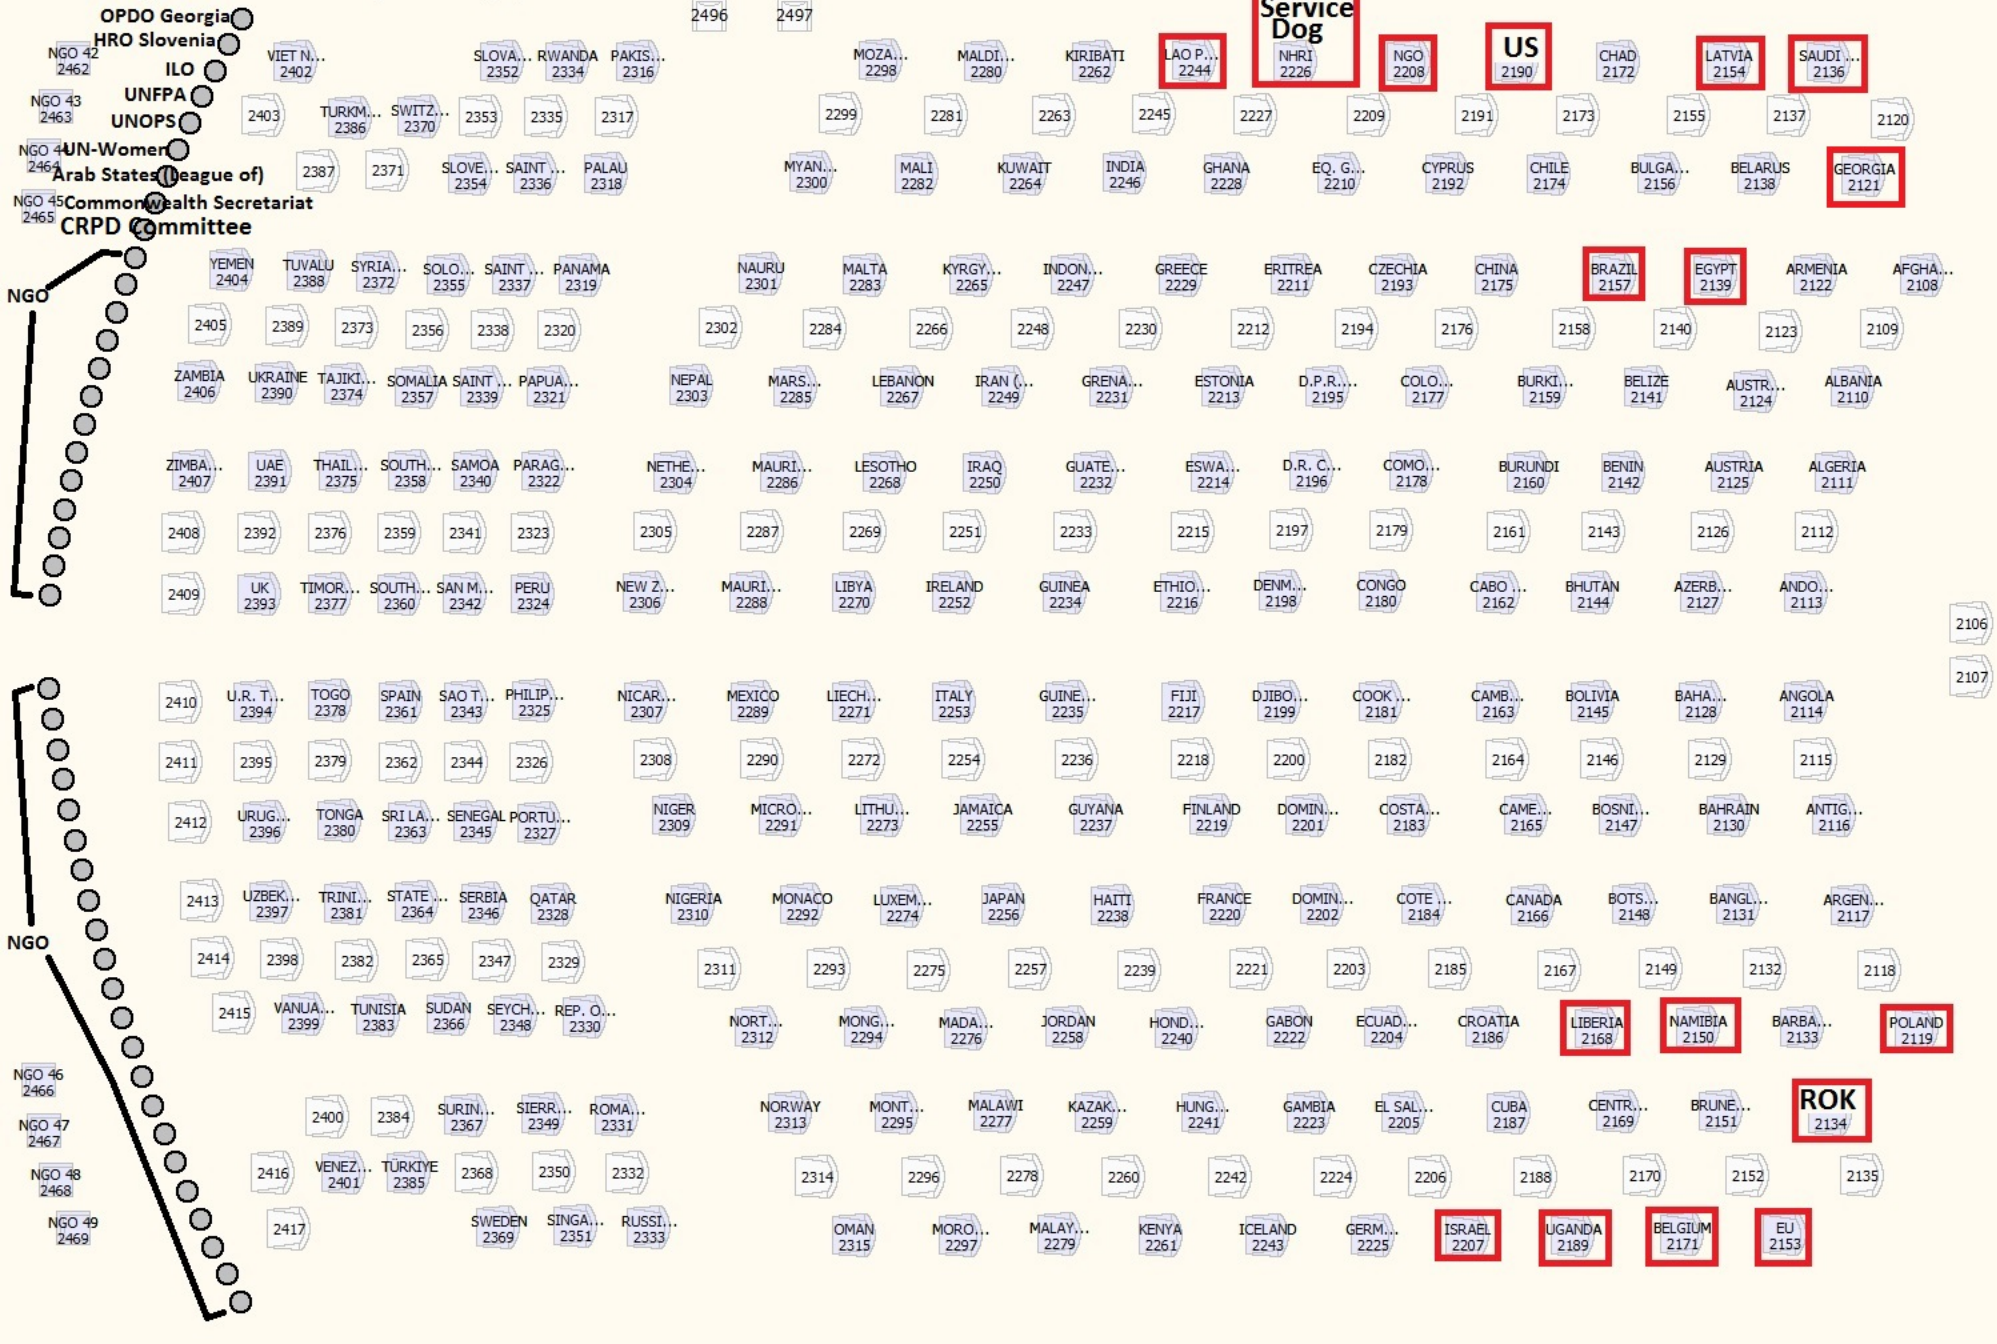 OPDO Georgia
HRO Slovenia
ILO
UNFPA
UNOPS
UN-Women
Arab States (League of)
Commonwealth Secretariat
CRPD Committee
NGO 42
2462
NGO 43
2463
NGO 44
2464
NGO 45
2465
2496 2497
Service
Dog
VIET N... SLOVA... RWANDA PAKIS... MOZA... MALDI... KIRIBATI LAO P... NHRI NGO US CHAD LATVIA SAUDI ...
2402 2352 2334 2316 2298 2280 2262 2244 2226 2208 2190 2172 2154 2136
2403 TURKM... SWITZ... 2353 2335 2317 2299 2281 2263 2245 2227 2209 2191 2173 2155 2137 2120
2386 2370
2387 2371 SLOVE... SAINT ... PALAU MYAN... MALI KUWAIT INDIA GHANA EQ. G... CYPRUS CHILE BULGA... BELARUS GEORGIA
2354 2336 2318 2300 2282 2264 2246 2228 2210 2192 2174 2156 2138 2121
NGO
YEMEN TUVALU SYRIA... SOLO... SAINT ... PANAMA NAURU MALTA KYRGY... INDON... GREECE ERITREA CZECHIA CHINA BRAZIL EGYPT ARMENIA AFGHA...
2404 2388 2372 2355 2337 2319 2301 2283 2265 2247 2229 2211 2193 2175 2157 2139 2122 2108
2405 2389 2373 2356 2338 2320 2302 2284 2266 2248 2230 2212 2194 2176 2158 2140 2123 2109
ZAMBIA UKRAINE TAJIKI... SOMALIA SAINT ... PAPUA... NEPAL MARS... LEBANON IRAN (... GRENA... ESTONIA D.P.R.... COLO... BURKI... BELIZE AUSTR... ALBANIA
2406 2390 2374 2357 2339 2321 2303 2285 2267 2249 2231 2213 2195 2177 2159 2141 2124 2110
ZIMBA... UAE THAIL... SOUTH... SAMOA PARAG... NETHE... MAURI... LESOTHO IRAQ GUATE... ESWA... D.R. C... COMO... BURUNDI BENIN AUSTRIA ALGERIA
2407 2391 2375 2358 2340 2322 2304 2286 2268 2250 2232 2214 2196 2178 2160 2142 2125 2111
2408 2392 2376 2359 2341 2323 2305 2287 2269 2251 2233 2215 2197 2179 2161 2143 2126 2112
2409 UK TIMOR... SOUTH... SAN M... PERU NEW Z... MAURI... LIBYA IRELAND GUINEA ETHIO... DENM... CONGO CABO ... BHUTAN AZERB... ANDO...
2393 2377 2360 2342 2324 2306 2288 2270 2252 2234 2216 2198 2180 2162 2144 2127 2113
2106
2107
2410 U.R. T... TOGO SPAIN SAO T... PHILIP... NICAR... MEXICO LIECH... ITALY GUINE... FIJI DJIBO... COOK ... CAMB... BOLIVIA BAHA... ANGOLA
2394 2378 2361 2343 2325 2307 2289 2271 2253 2235 2217 2199 2181 2163 2145 2128 2114
2411 2395 2379 2362 2344 2326 2308 2290 2272 2254 2236 2218 2200 2182 2164 2146 2129 2115
2412 URUG... TONGA SRI LA... SENEGAL PORTU... NIGER MICRO... LITHU... JAMAICA GUYANA FINLAND DOMIN... COSTA... CAME... BOSNI... BAHRAIN ANTIG...
2396 2380 2363 2345 2327 2309 2291 2273 2255 2237 2219 2201 2183 2165 2147 2130 2116
2413 UZBEK... TRINI... STATE ... SERBIA QATAR NIGERIA MONACO LUXEM... JAPAN HAITI FRANCE DOMIN... COTE ... CANADA BOTS... BANGL... ARGEN...
2397 2381 2364 2346 2328 2310 2292 2274 2256 2238 2220 2202 2184 2166 2148 2131 2117
NGO
2414 2398 2382 2365 2347 2329 2311 2293 2275 2257 2239 2221 2203 2185 2167 2149 2132 2118
2415 VANUA... TUNISIA SUDAN SEYCH... REP. O... NORT... MONG... MADA... JORDAN HOND... GABON ECUAD... CROATIA LIBERIA NAMIBIA BARBA... POLAND
2399 2383 2366 2348 2330 2312 2294 2276 2258 2240 2222 2204 2186 2168 2150 2133 2119
NGO 46
2466
NGO 47
2467
NGO 48
2468
NGO 49
2469
2400 2384 SURIN... SIERR... ROMA... NORWAY MONT... MALAWI KAZAK... HUNG... GAMBIA EL SAL... CUBA CENTR... BRUNE... ROK
2367 2349 2331 2313 2295 2277 2259 2241 2223 2205 2187 2169 2151 2134
2416 VENEZ... TÜRKIYE 2368 2350 2332 2314 2296 2278 2260 2242 2224 2206 2188 2170 2152 2135
2401 2385
2417 SWEDEN SINGA... RUSSI... OMAN MORO... MALAY... KENYA ICELAND GERM... ISRAEL UGANDA BELGIUM EU
2369 2351 2333 2315 2297 2279 2261 2243 2225 2207 2189 2171 2153